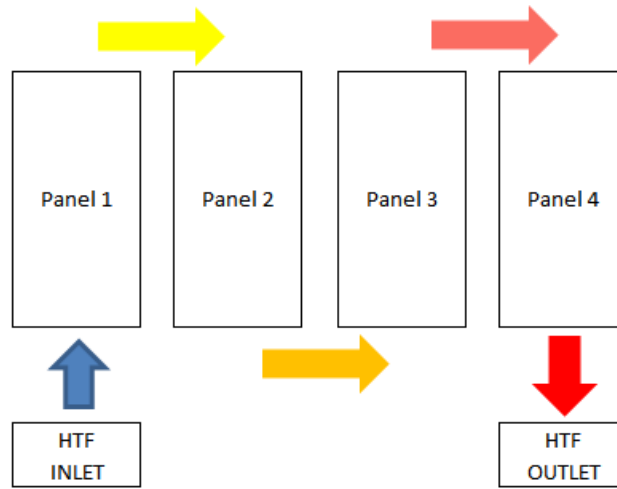 Panel 1
Panel 2
Panel 3
Panel 4
HTF
INLET
HTF
OUTLET